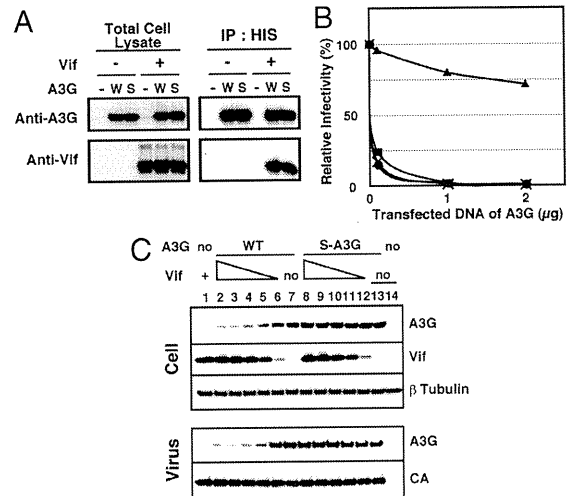 A
Total Cell Lysate
IP : HIS
Vif - + - +
A3G - W S - W S - W S - W S
Anti-A3G
Anti-Vif
B
Relative Infectivity (%)
100
50
0
0 1 2
Transfected DNA of A3G (µg)
C
A3G no WT S-A3G no
Vif + no no
1 2 3 4 5 6 7 8 9 10 11 12 13 14
Cell
A3G
Vif
β Tubulin
Virus
A3G
CA